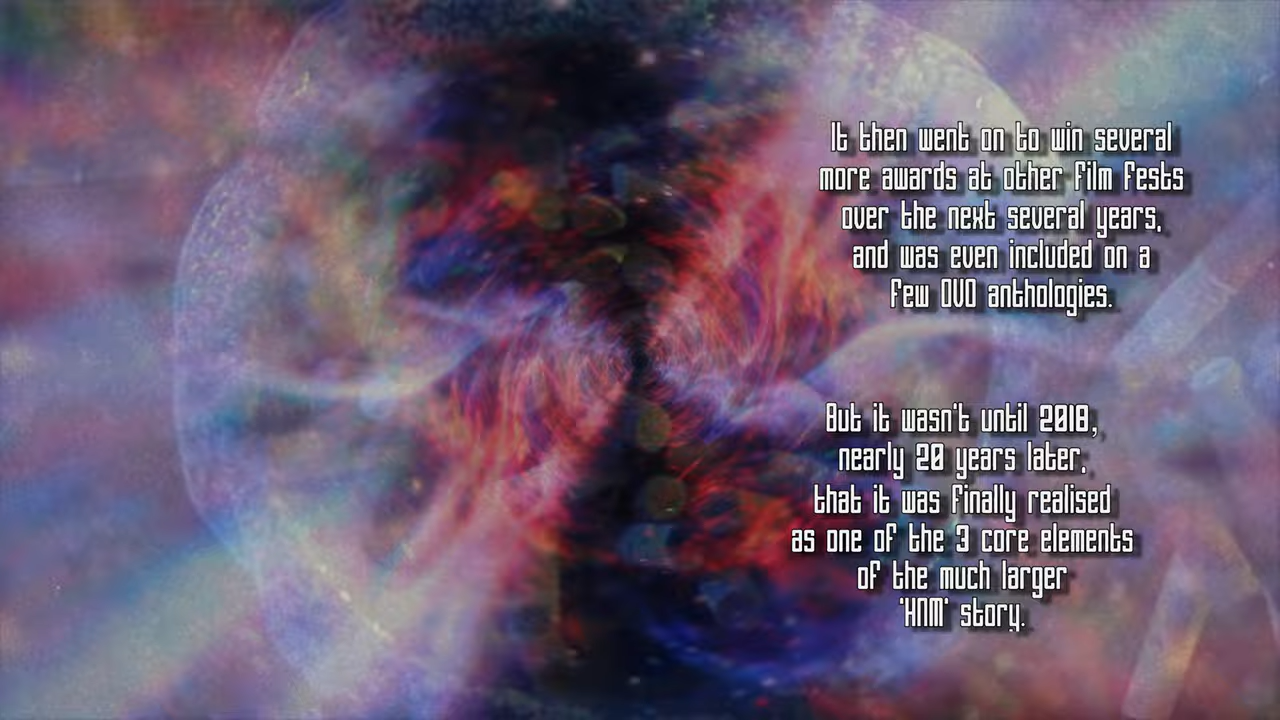 It then went on to win several
more awards at other film fests
over the next several years,
and was even included on a
few DVD anthologies.
But it wasn't until 2018,
nearly 20 years later,
that it was finally realised
as one of the 3 core elements
of the much larger
'HNM' story.